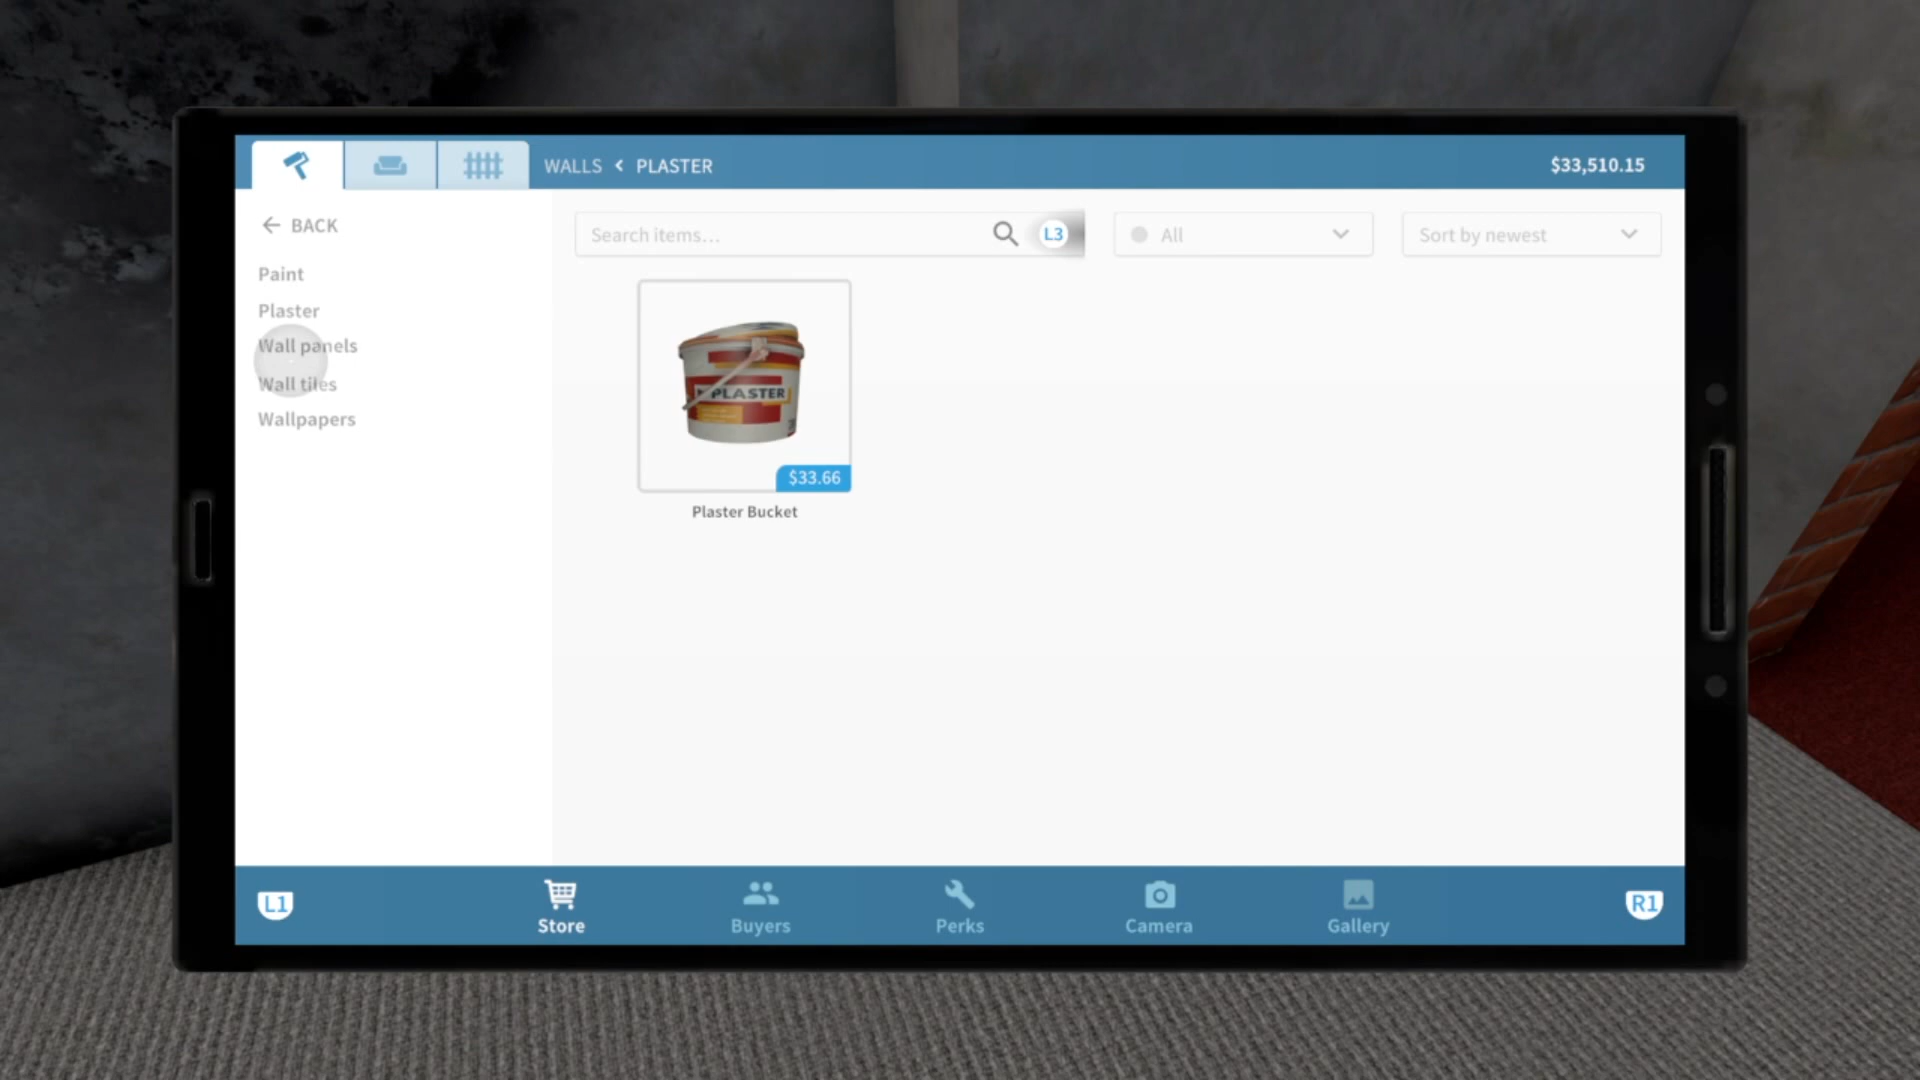 WALLS < PLASTER
$33,510.15
BACK
Paint
Plaster
Wall panels
Wall tiles
Wallpapers
Search items...
L3
All
Sort by newest
PLASTER
$33.66
Plaster Bucket
L1
Store
Buyers
Perks
Camera
Gallery
R1